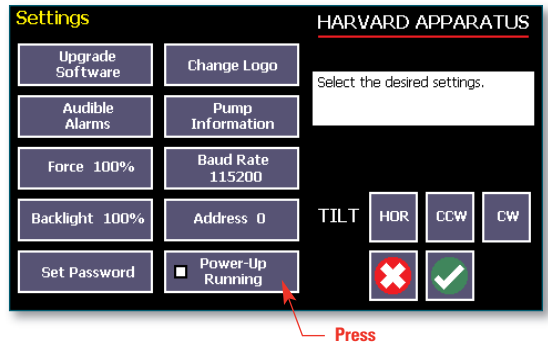 Settings
HARVARD APPARATUS
Upgrade
Software
Change Logo
Select the desired settings.
Audible
Alarms
Pump
Information
Force 100%
Baud Rate
115200
Backlight 100%
Address 0
TILT
HOR
CCW
CW
Set Password
Power-Up
Running
Press